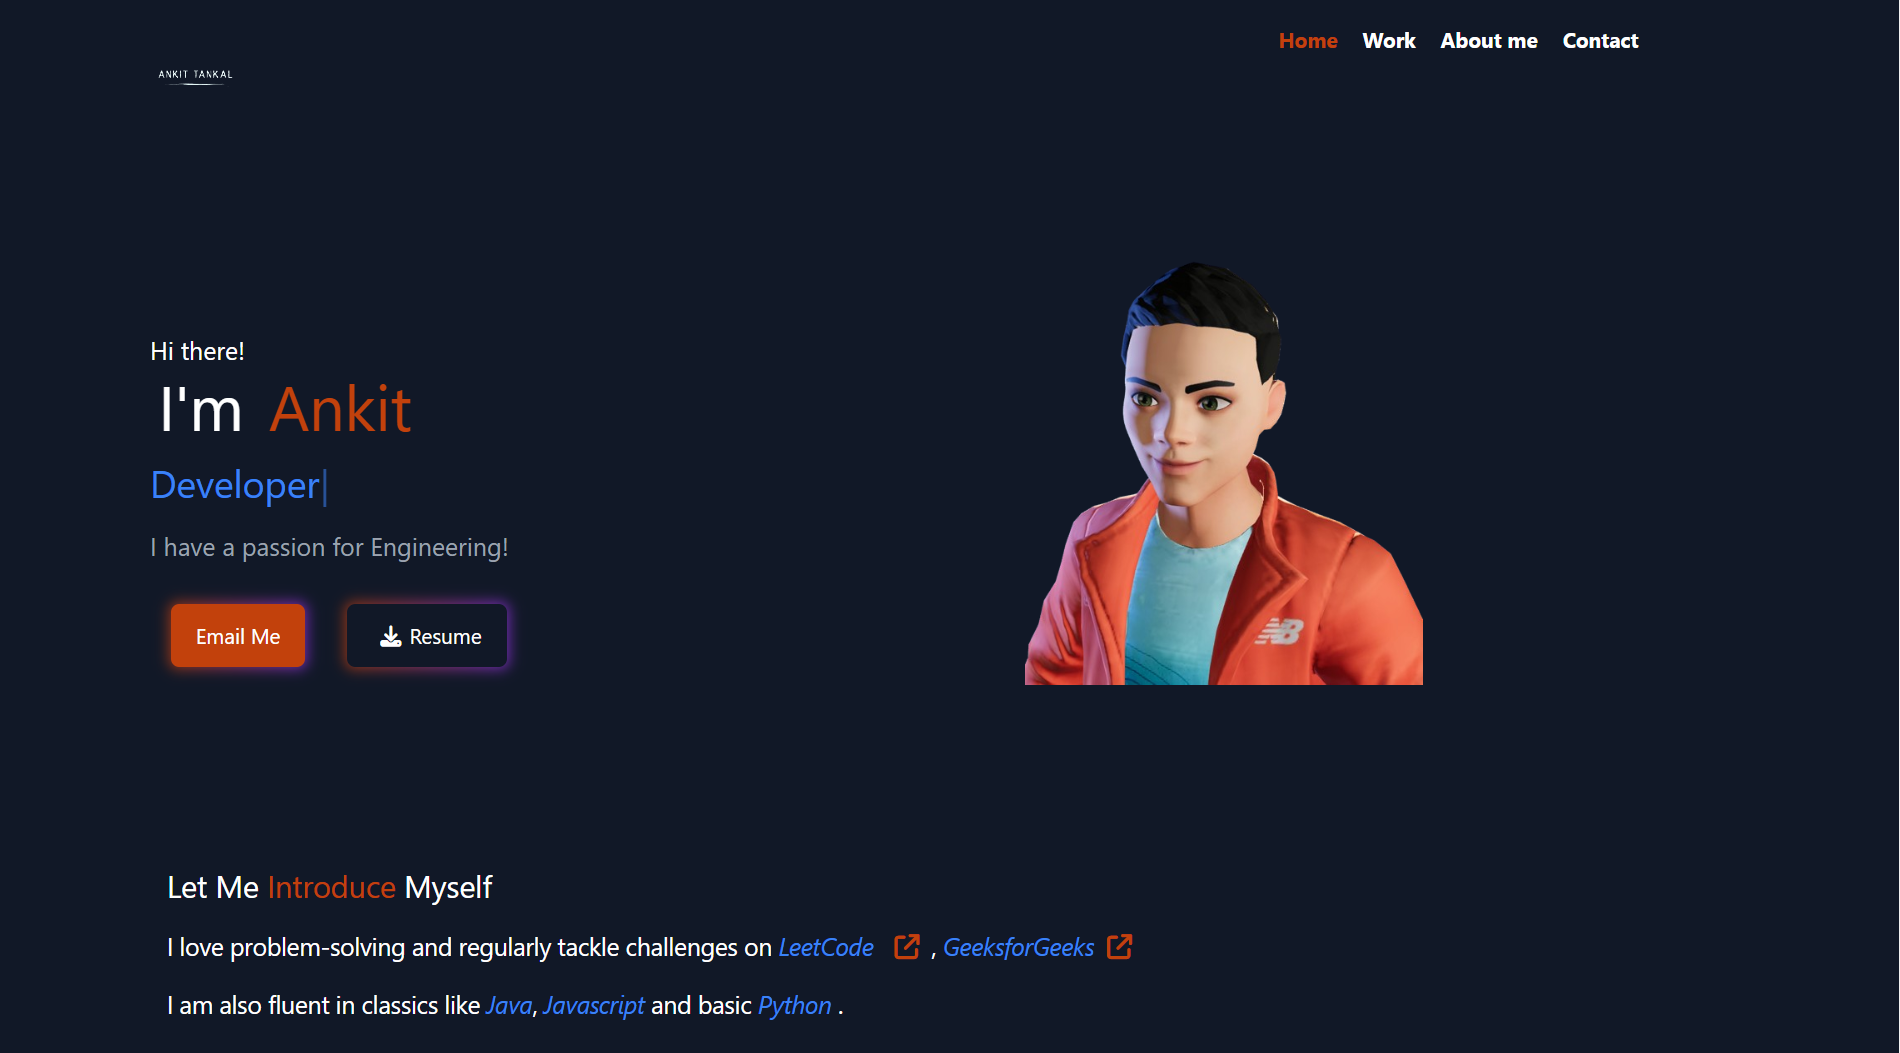 Home Work About me Contact
ANKIT TANKAL
Hi there!
I'm Ankit
Developer|
I have a passion for Engineering!
Email Me Resume
NB
Let Me Introduce Myself
I love problem-solving and regularly tackle challenges on LeetCode , GeeksforGeeks
I am also fluent in classics like Java, Javascript and basic Python .